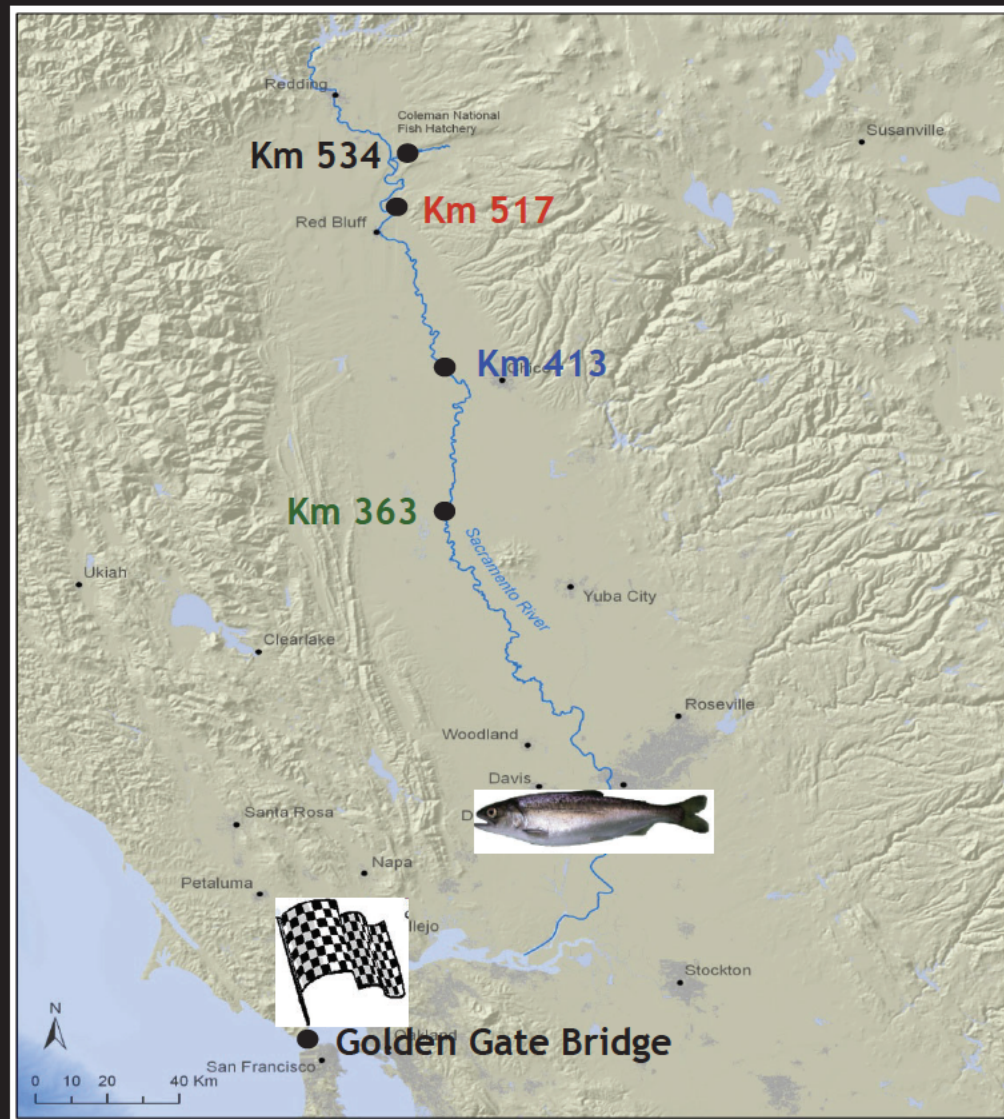 Redding
Coleman National
Fish Hatchery
Susanville
Km 534
Km 517
Red Bluff
Km 413
Km 363
Sacramento River
Ukiah
Yuba City
Clearlake
Roseville
Woodland
Davis
D
Santa Rosa
Napa
Petaluma
llejo
Stockton
N
Golden Gate Bridge
San Francisco
0 10 20 40 Km